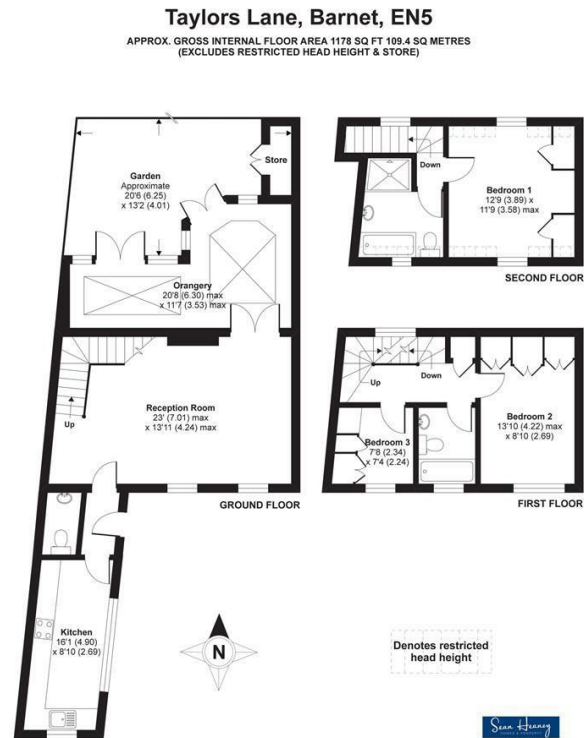 Taylors Lane, Barnet, EN5
APPROX. GROSS INTERNAL FLOOR AREA 1178 SQ FT 109.4 SQ METRES
(EXCLUDES RESTRICTED HEAD HEIGHT & STORE)
Garden
Approximate
20'6 (6.25)
x 13'2 (4.01)
Store
Orangery
20'8 (6.30) max
x 11'7 (3.53) max
Reception Room
23' (7.01) max
x 13'11 (4.24) max
Up
GROUND FLOOR
Kitchen
16'1 (4.90)
x 8'10 (2.69)
Down
Bedroom 1
12'9 (3.89) x
11'9 (3.58) max
SECOND FLOOR
Up
Down
Bedroom 2
13'10 (4.22) max
x 8'10 (2.69)
Bedroom 3
7'8 (2.34)
x 7'4 (2.24)
FIRST FLOOR
N
Denotes restricted
head height
Sean Heaney